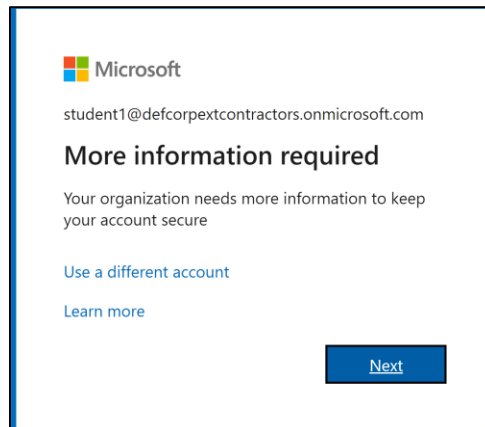 Microsoft
student1@defcorpextcontractors.onmicrosoft.com
More information required
Your organization needs more information to keep
your account secure
Use a different account
Learn more
Next